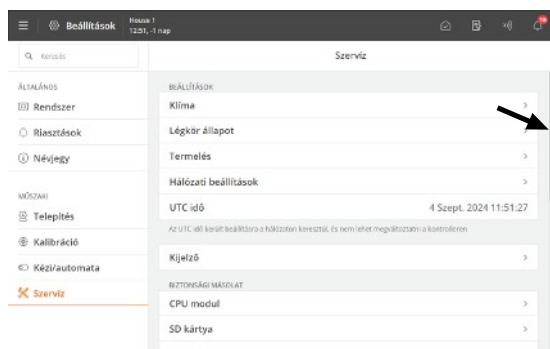 Beállítások
House 1
12:51, -1 nap
Keresés
Szerviz
ÁLTALÁNOS
Rendszer
Riasztások
Névjegy
MŰSZAKI
Telepítés
Kalibráció
Kézi/automata
Szerviz
BEÁLLÍTÁSOK
Klíma
Légkör állapot
Termelés
Hálózati beállítások
UTC idő 4 Szept. 2024 11:51:27
Az UTC idő került beállításra a hálózaton keresztül, és nem lehet megváltoztatni a kontrolleren
Kijelző
BIZTONSÁGI MÁSOLAT
CPU modul
SD kártya